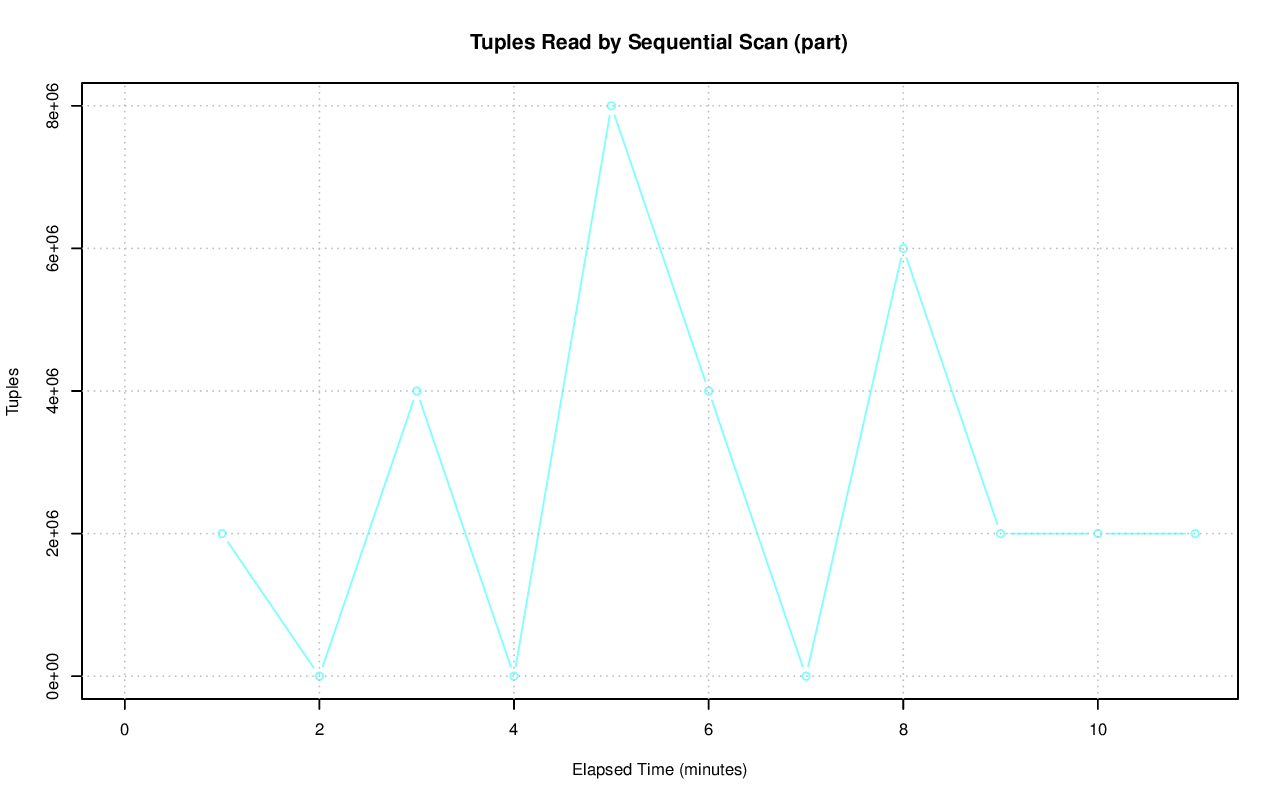 Tuples Read by Sequential Scan (part)
8e+06
6e+06
4e+06
2e+06
0e+00
Tuples
0 2 4 6 8 10
Elapsed Time (minutes)